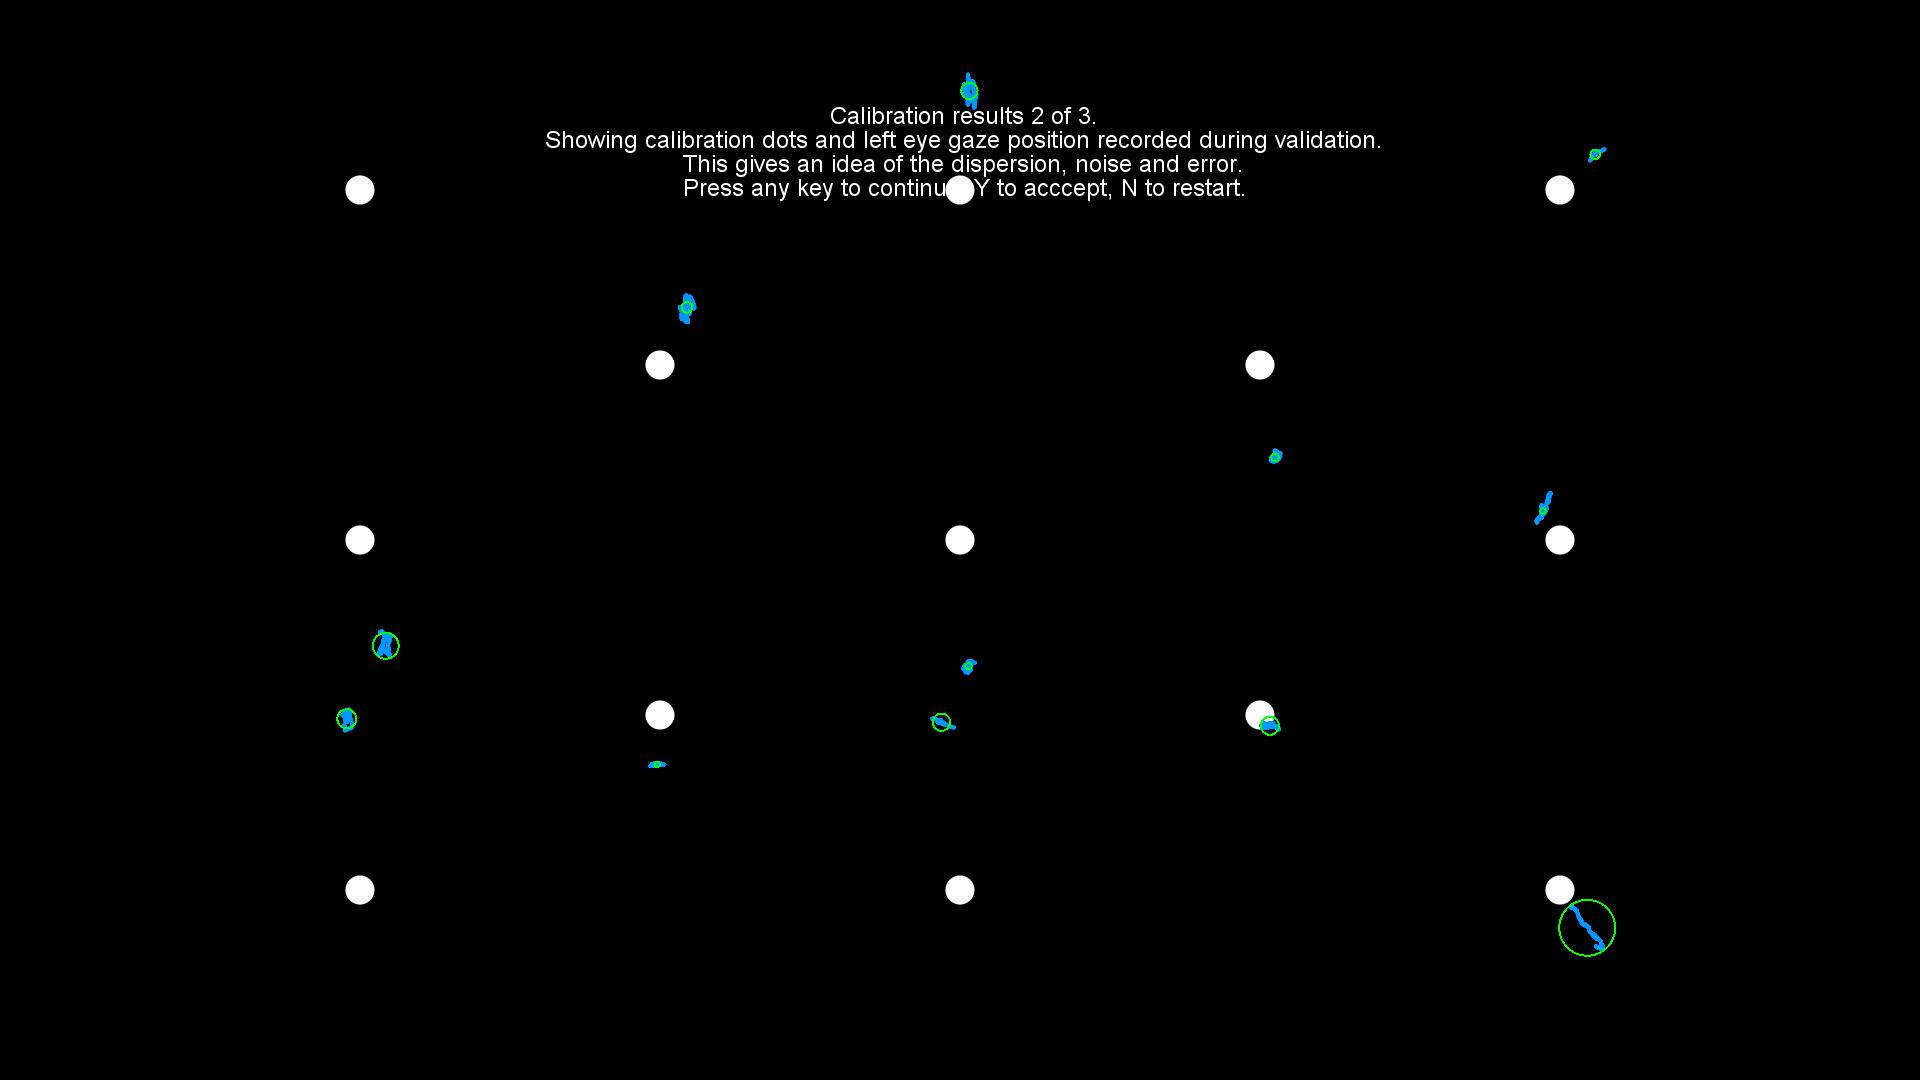 Calibration results 2 of 3.
Showing calibration dots and left eye gaze position recorded during validation.
This gives an idea of the dispersion, noise and error.
Press any key to continu Y to acccept, N to restart.